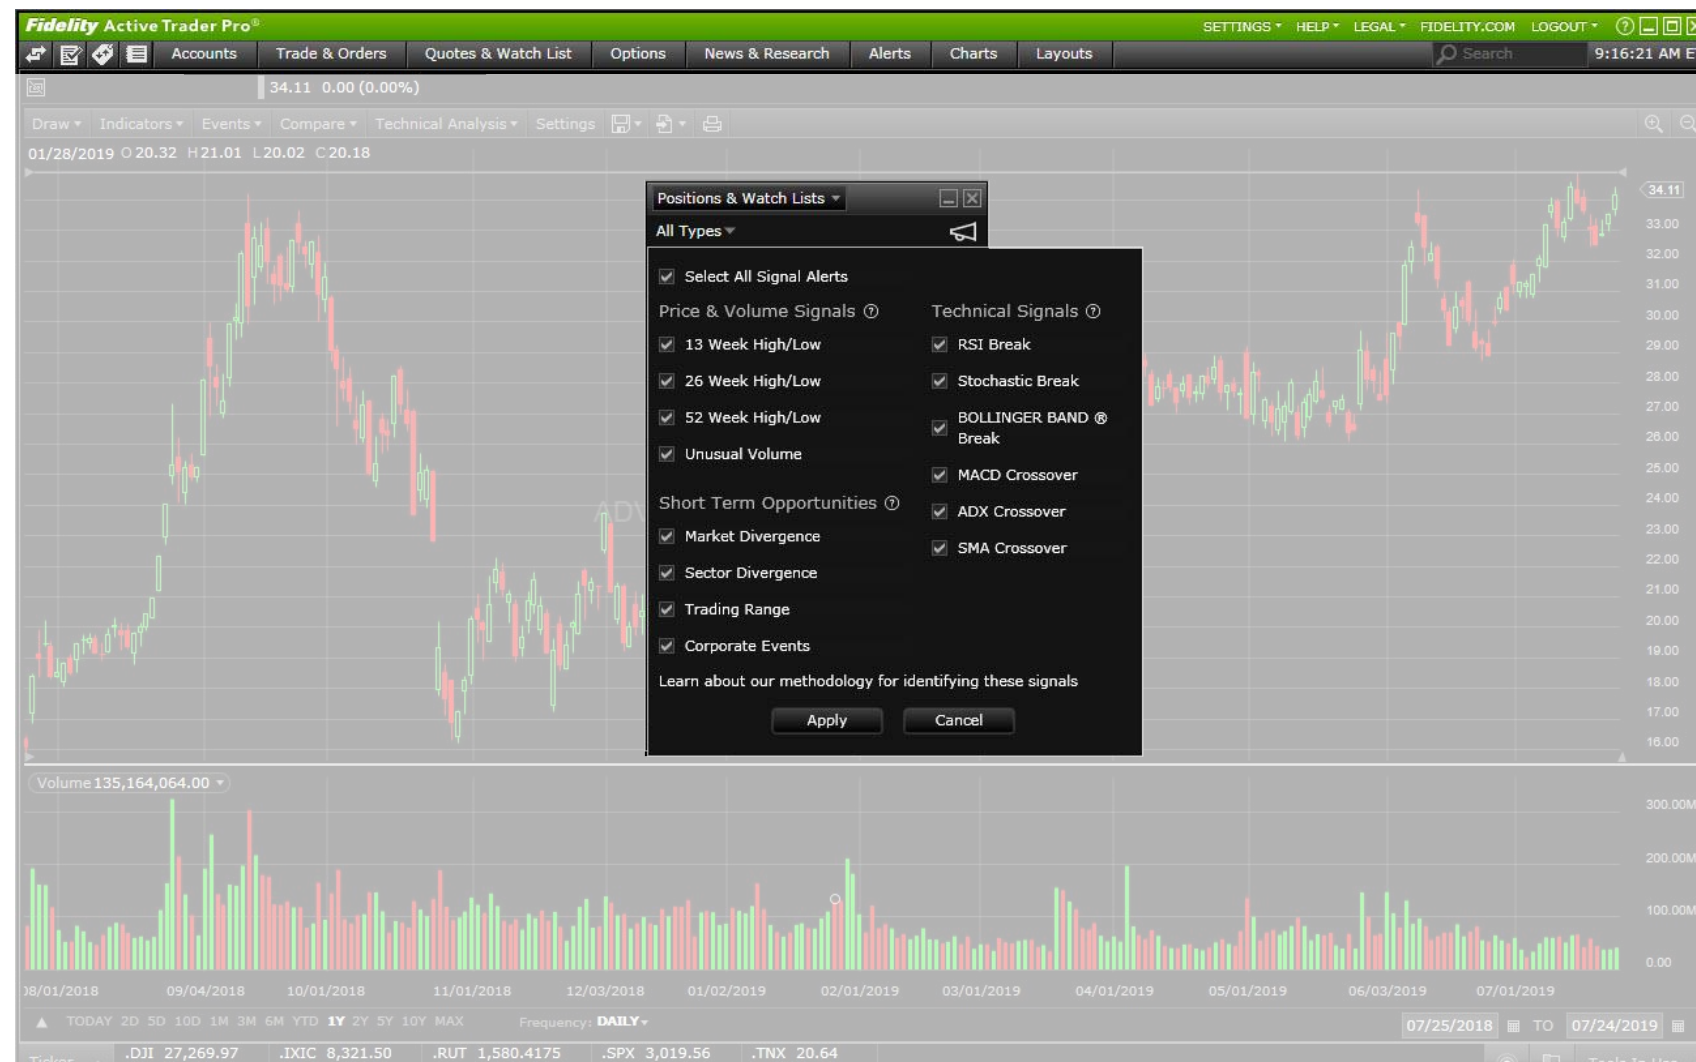 Fidelity Active Trader Pro®
SETTINGS HELP LEGAL FIDELITY.COM LOGOUT
Accounts Trade & Orders Quotes & Watch List Options News & Research Alerts Charts Layouts Search 9:16:21 AM
34.11 0.00 (0.00%)
Draw Indicators Events Compare Technical Analysis Settings
01/28/2019 O 20.32 H 21.01 L 20.02 C 20.18
34.11
33.00
32.00
31.00
30.00
29.00
28.00
27.00
26.00
25.00
24.00
23.00
22.00
21.00
20.00
19.00
18.00
17.00
16.00
Positions & Watch Lists
All Types
Select All Signal Alerts
Price & Volume Signals
13 Week High/Low
26 Week High/Low
52 Week High/Low
Unusual Volume
Short Term Opportunities
Market Divergence
Sector Divergence
Trading Range
Corporate Events
Technical Signals
RSI Break
Stochastic Break
BOLLINGER BAND ®
Break
MACD Crossover
ADX Crossover
SMA Crossover
Learn about our methodology for identifying these signals
Apply Cancel
Volume 135,164,064.00
300.00M
200.00M
100.00M
0.00
08/01/2018 09/04/2018 10/01/2018 11/01/2018 12/03/2018 01/02/2019 02/01/2019 03/01/2019 04/01/2019 05/01/2019 06/03/2019 07/01/2019
TODAY 2D 5D 10D 1M 3M 6M YTD 1Y 2Y 5Y 10Y MAX Frequency: DAILY 07/25/2018 TO 07/24/2019
.DJI 27,269.97 .IXIC 8,321.50 .RUT 1,580.4175 .SPX 3,019.56 .TNX 20.64